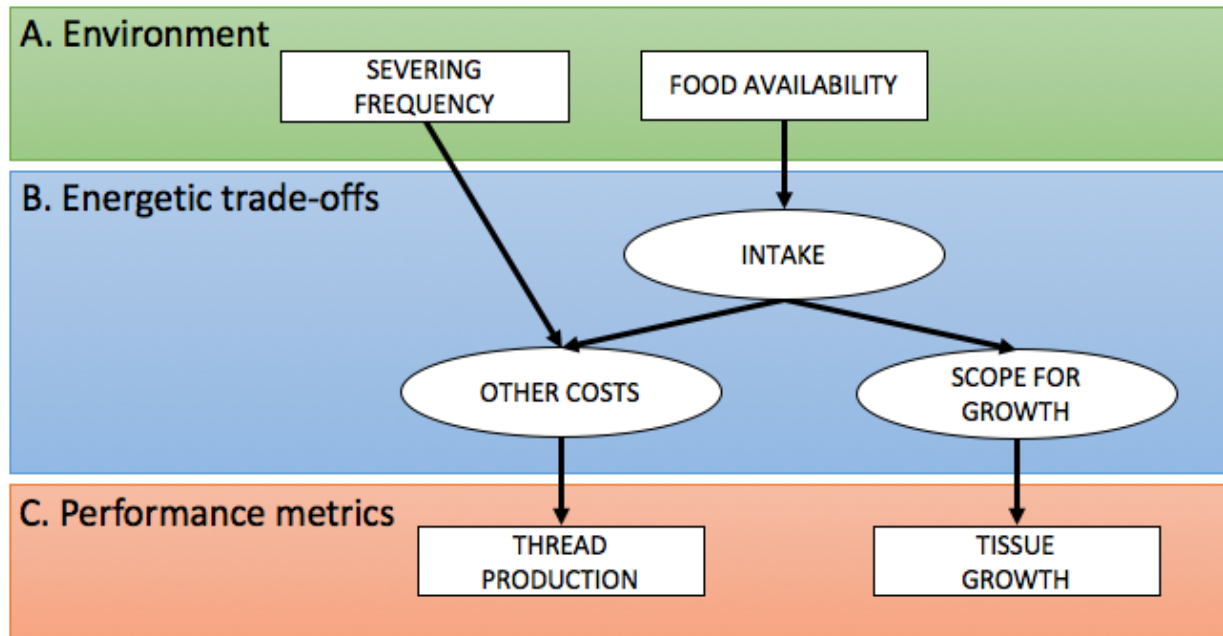 A. Environment
SEVERING
FREQUENCY
FOOD AVAILABILITY
B. Energetic trade-offs
INTAKE
OTHER COSTS
SCOPE FOR
GROWTH
C. Performance metrics
THREAD
PRODUCTION
TISSUE
GROWTH